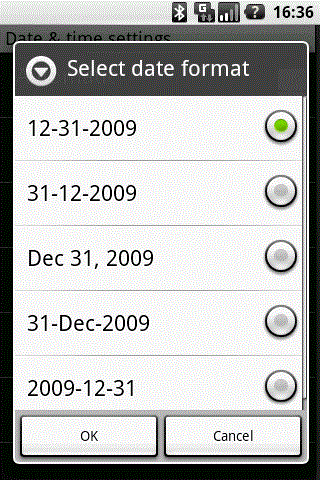 16:36
Date & time settings
Select date format
12-31-2009
31-12-2009
Dec 31, 2009
31-Dec-2009
2009-12-31
OK
Cancel